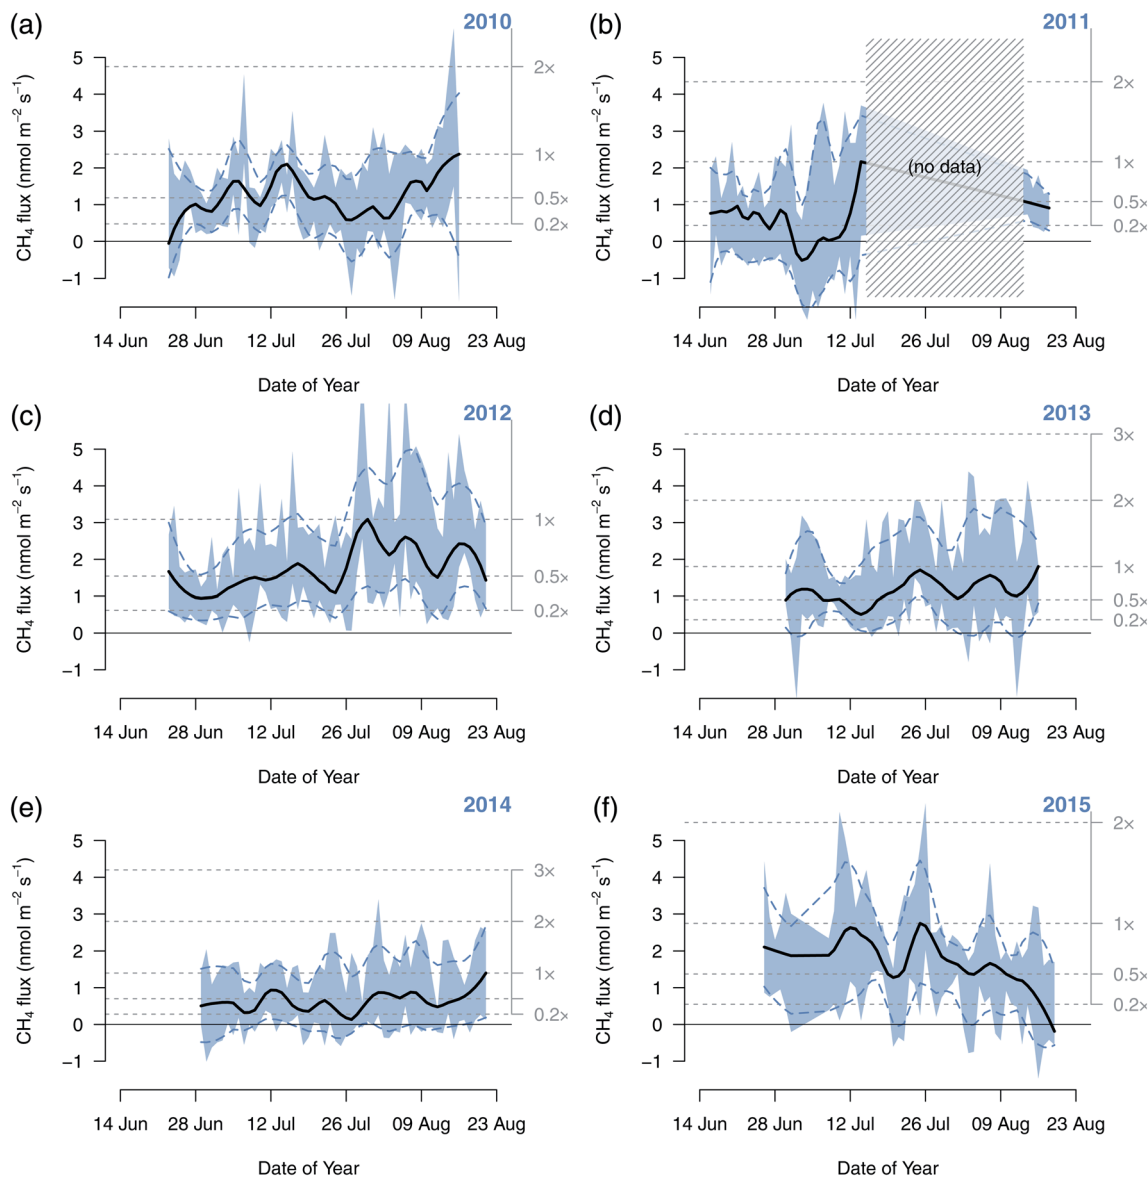 (a)
2010
CH4 flux (nmol m−2 s−1)
5
4
3
2
1
0
−1
2×
1×
0.5×
0.2×
14 Jun 28 Jun 12 Jul 26 Jul 09 Aug 23 Aug
Date of Year
(b)
2011
CH4 flux (nmol m−2 s−1)
5
4
3
2
1
0
−1
(no data)
2×
1×
0.5×
0.2×
14 Jun 28 Jun 12 Jul 26 Jul 09 Aug 23 Aug
Date of Year
(c)
2012
CH4 flux (nmol m−2 s−1)
5
4
3
2
1
0
−1
1×
0.5×
0.2×
14 Jun 28 Jun 12 Jul 26 Jul 09 Aug 23 Aug
Date of Year
(d)
2013
CH4 flux (nmol m−2 s−1)
5
4
3
2
1
0
−1
3×
2×
1×
0.5×
0.2×
14 Jun 28 Jun 12 Jul 26 Jul 09 Aug 23 Aug
Date of Year
(e)
2014
CH4 flux (nmol m−2 s−1)
5
4
3
2
1
0
−1
3×
2×
1×
0.2×
14 Jun 28 Jun 12 Jul 26 Jul 09 Aug 23 Aug
Date of Year
(f)
2015
CH4 flux (nmol m−2 s−1)
5
4
3
2
1
0
−1
2×
1×
0.5×
0.2×
14 Jun 28 Jun 12 Jul 26 Jul 09 Aug 23 Aug
Date of Year